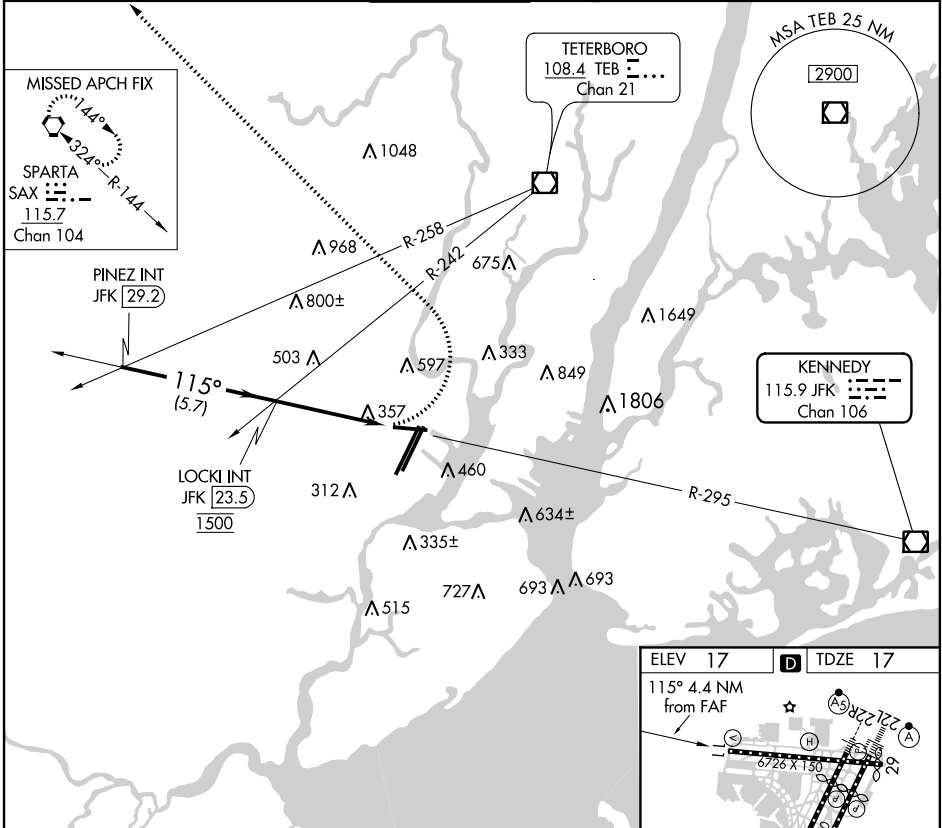 MSA TEB 25 NM
2900
TETERBORO
108.4 TEB
Chan 21
MISSED APCH FIX
144°
324°
R-144
SPARTA
SAX
115.7
Chan 104
1048
968
R-258
R-242
675
PINEZ INT
JFK 29.2
800±
1649
503
597
333
849
KENNEDY
115.9 JFK
Chan 106
115°
(5.7)
357
1806
LOCKI INT
JFK 23.5
1500
460
312
R-295
634±
335±
727
693
693
515
ELEV 17
D
TDZE 17
115° 4.4 NM
from FAF
A5
22R
22L
A
V
H
P
11
6726 X 150
29
P
P